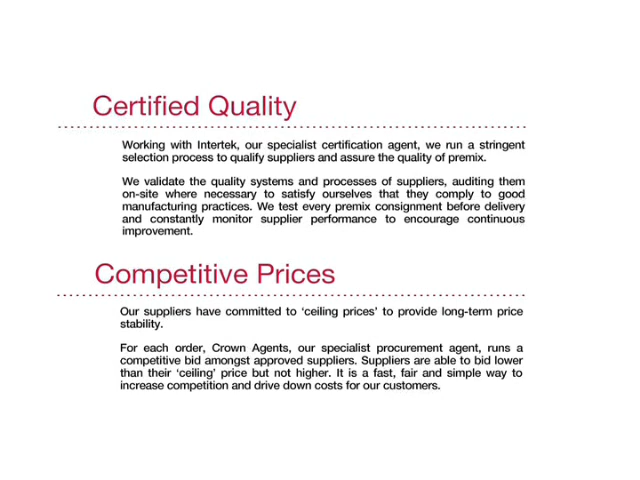 Certified Quality
Working with Intertek, our specialist certification agent, we run a stringent
selection process to qualify suppliers and assure the quality of premix.
We validate the quality systems and processes of suppliers, auditing them
on-site where necessary to satisfy ourselves that they comply to good
manufacturing practices. We test every premix consignment before delivery
and constantly monitor supplier performance to encourage continuous
improvement.
Competitive Prices
Our suppliers have committed to ‘ceiling prices’ to provide long-term price
stability.
For each order, Crown Agents, our specialist procurement agent, runs a
competitive bid amongst approved suppliers. Suppliers are able to bid lower
than their ‘ceiling’ price but not higher. It is a fast, fair and simple way to
increase competition and drive down costs for our customers.